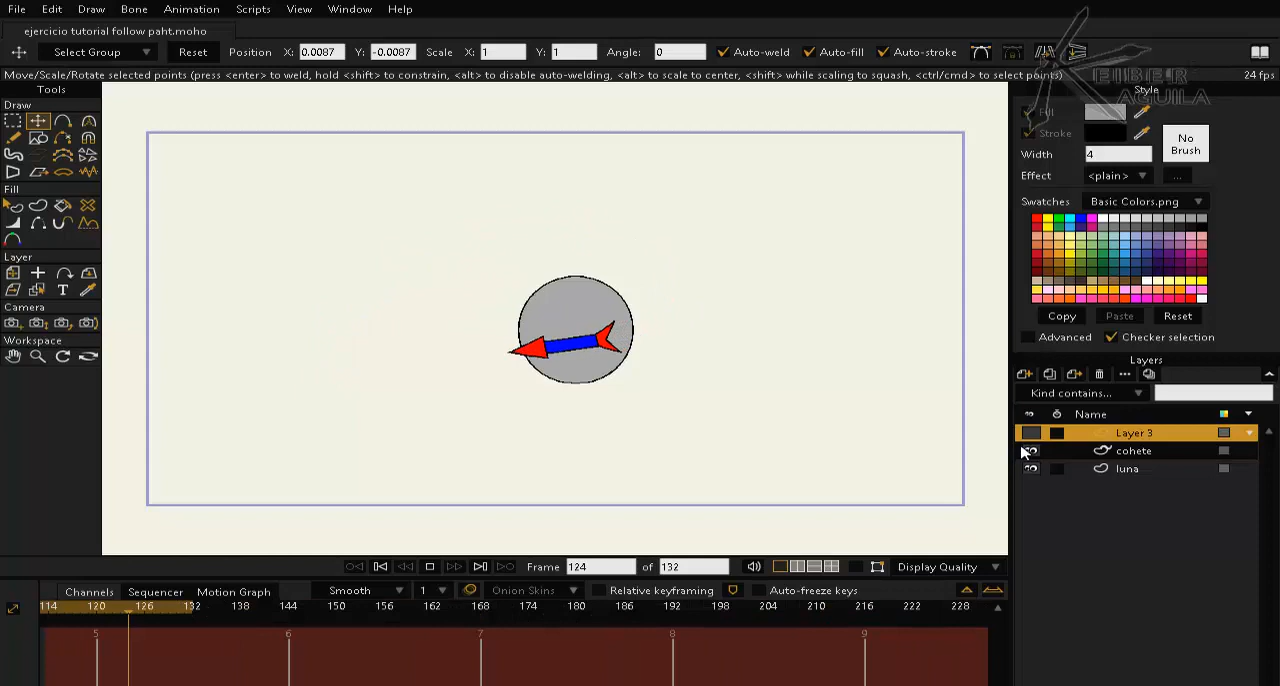 File Edit Draw Bone Animation Scripts View Window Help
ejercicio tutorial follow paht.moho
Select Group Reset Position X: 0.0087 Y: -0.0087 Scale X: 1 Y: 1 Angle: 0 Auto-weld Auto-fill Auto-stroke
Move/Scale/Rotate selected points (press <enter> to weld, hold <shift> to constrain, <alt> to disable auto-welding, <alt> to scale to center, <shift> while scaling to squash, <ctrl/cmd> to select points) 24 fps
KEIBER
AGUILA
Tools
Draw
Fill
Layer
Camera
Workspace
Style
Fill
Stroke
No
Brush
Width 4
Effect <plain> ...
Swatches Basic Colors.png
Copy Paste Reset
Advanced Checker selection
Layers
Kind contains...
Name
Layer 3
cohete
luna
Frame 124 of 132 Display Quality
Channels Sequencer Motion Graph Smooth 1 Onion Skins Relative keyframing Auto-freeze keys
114 120 126 132 138 144 150 156 162 168 174 180 186 192 198 204 210 216 222 228
5 6 7 8 9